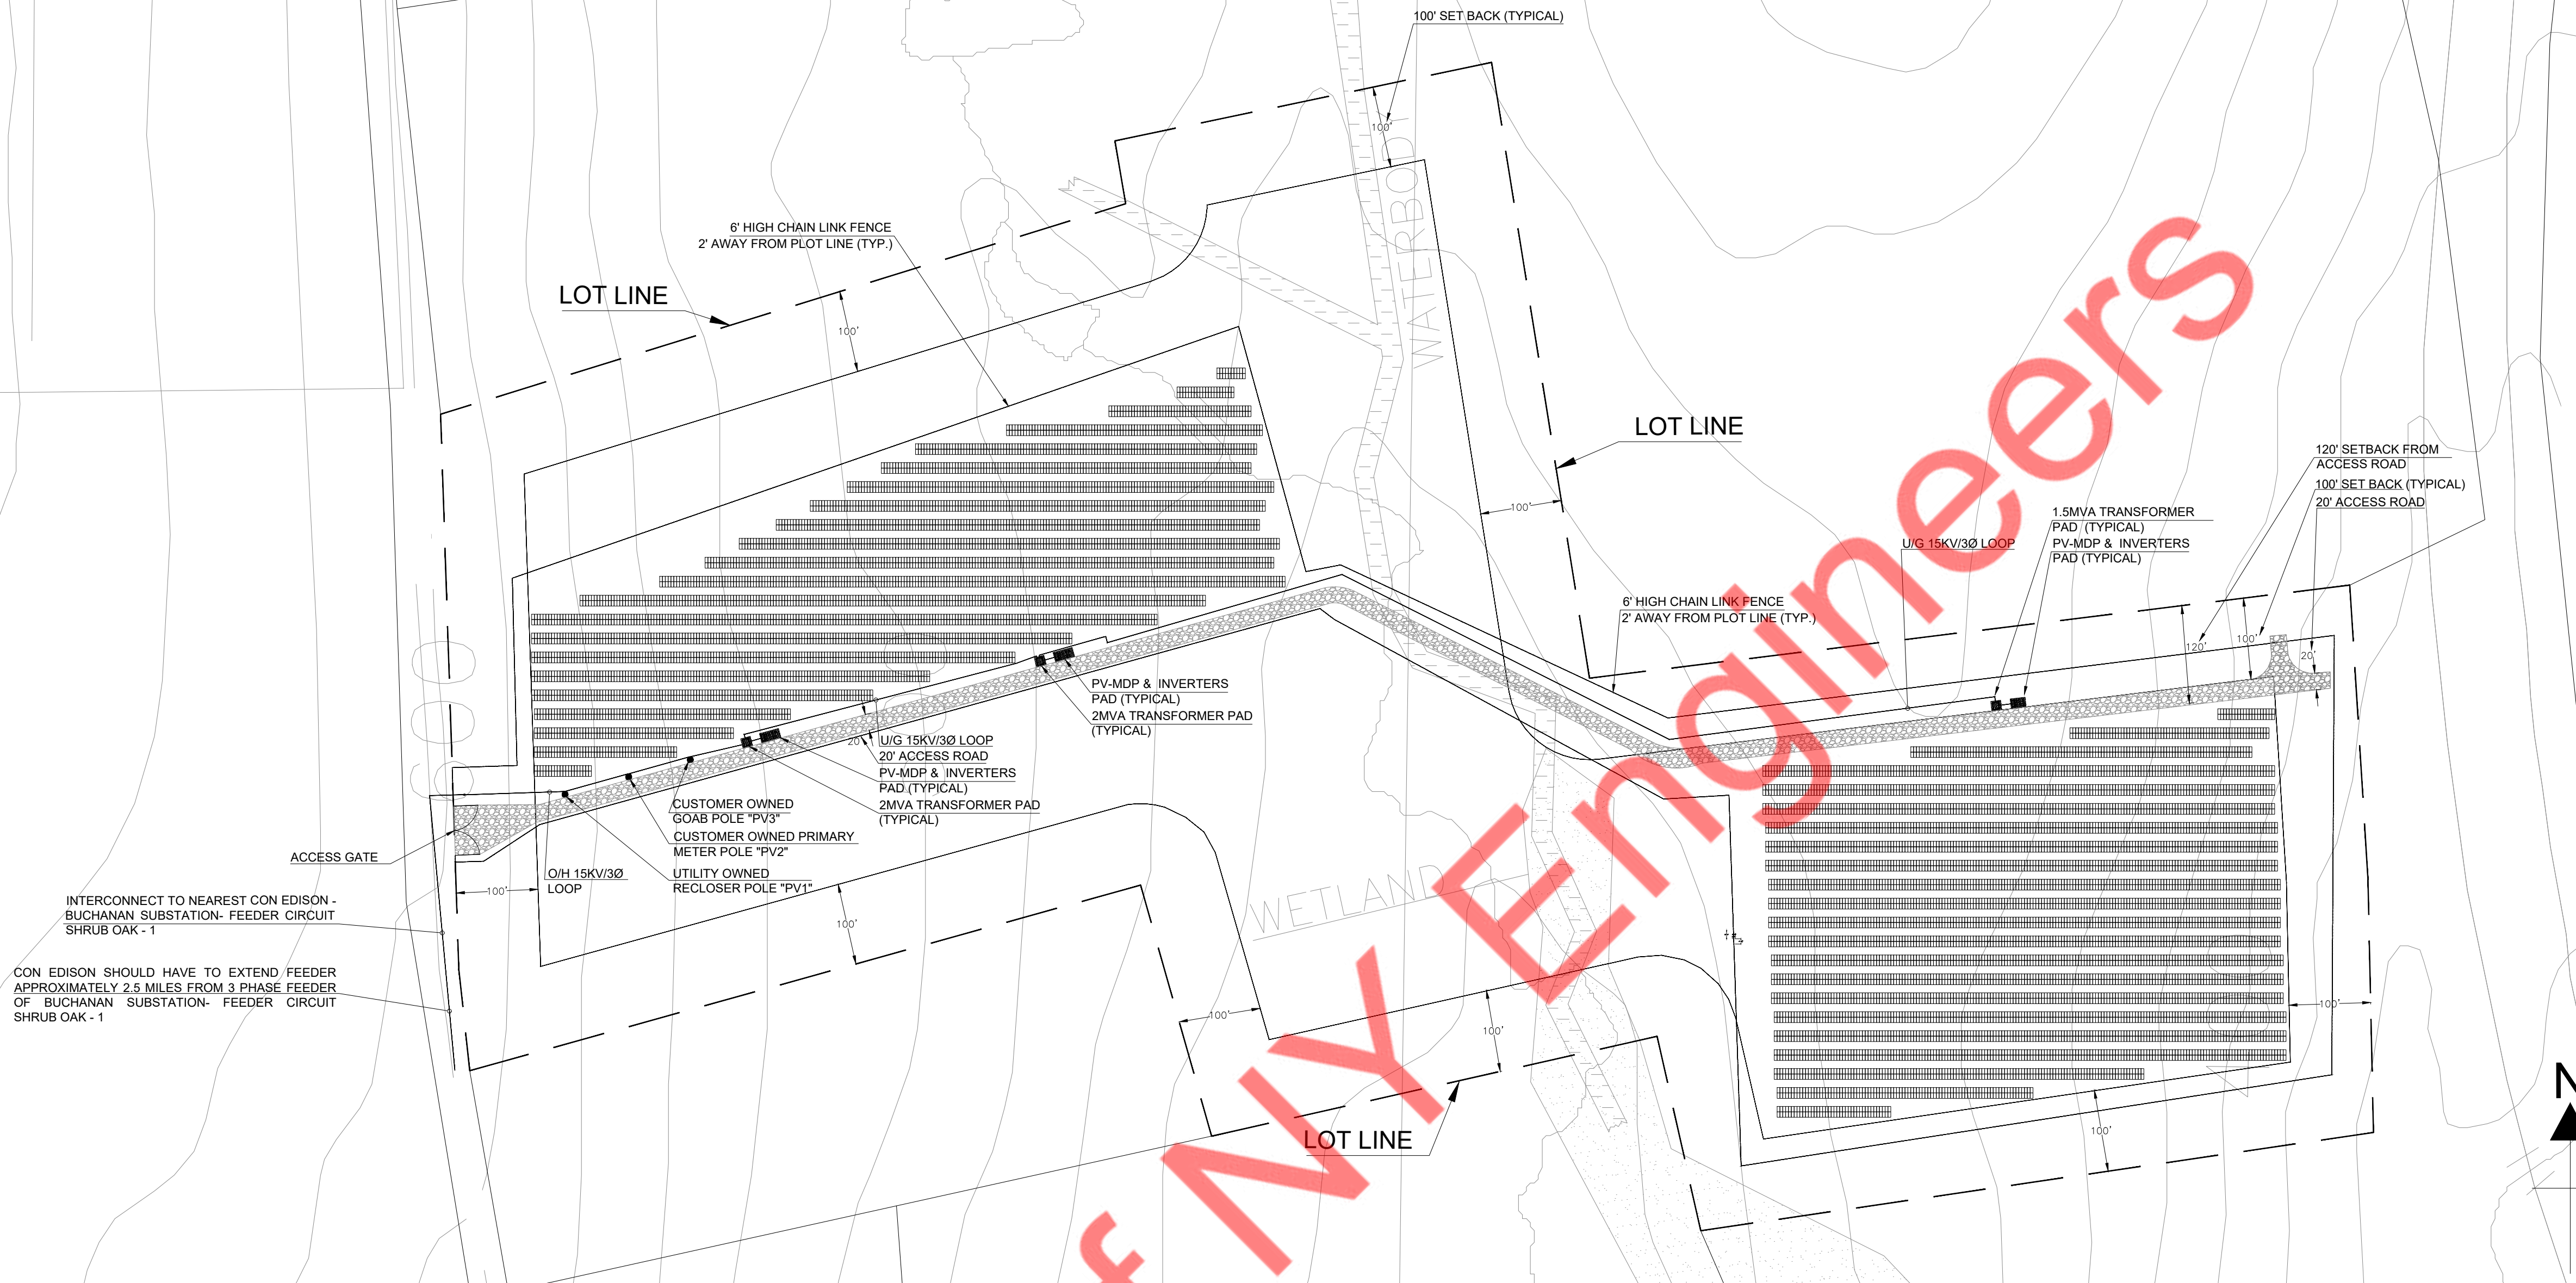 100' SET BACK (TYPICAL)
100'
WATERBODY
6' HIGH CHAIN LINK FENCE
2' AWAY FROM PLOT LINE (TYP.)
LOT LINE
100'
LOT LINE
100'
120' SETBACK FROM
ACCESS ROAD
100' SET BACK (TYPICAL)
20' ACCESS ROAD
1.5MVA TRANSFORMER
PAD (TYPICAL)
PV-MDP & INVERTERS
PAD (TYPICAL)
U/G 15KV/3Ø LOOP
6' HIGH CHAIN LINK FENCE
2' AWAY FROM PLOT LINE (TYP.)
120'
100'
20'
PV-MDP & INVERTERS
PAD (TYPICAL)
2MVA TRANSFORMER PAD
(TYPICAL)
20'
U/G 15KV/3Ø LOOP
20' ACCESS ROAD
PV-MDP & INVERTERS
PAD (TYPICAL)
2MVA TRANSFORMER PAD
(TYPICAL)
CUSTOMER OWNED
GOAB POLE "PV3"
CUSTOMER OWNED PRIMARY
METER POLE "PV2"
UTILITY OWNED
RECLOSER POLE "PV1"
O/H 15KV/3Ø
LOOP
ACCESS GATE
100'
INTERCONNECT TO NEAREST CON EDISON -
BUCHANAN SUBSTATION- FEEDER CIRCUIT
SHRUB OAK - 1
CON EDISON SHOULD HAVE TO EXTEND FEEDER
APPROXIMATELY 2.5 MILES FROM 3 PHASE FEEDER
OF BUCHANAN SUBSTATION- FEEDER CIRCUIT
SHRUB OAK - 1
100'
WETLAND
100'
100'
100'
100'
LOT LINE
N
f NY Engineers